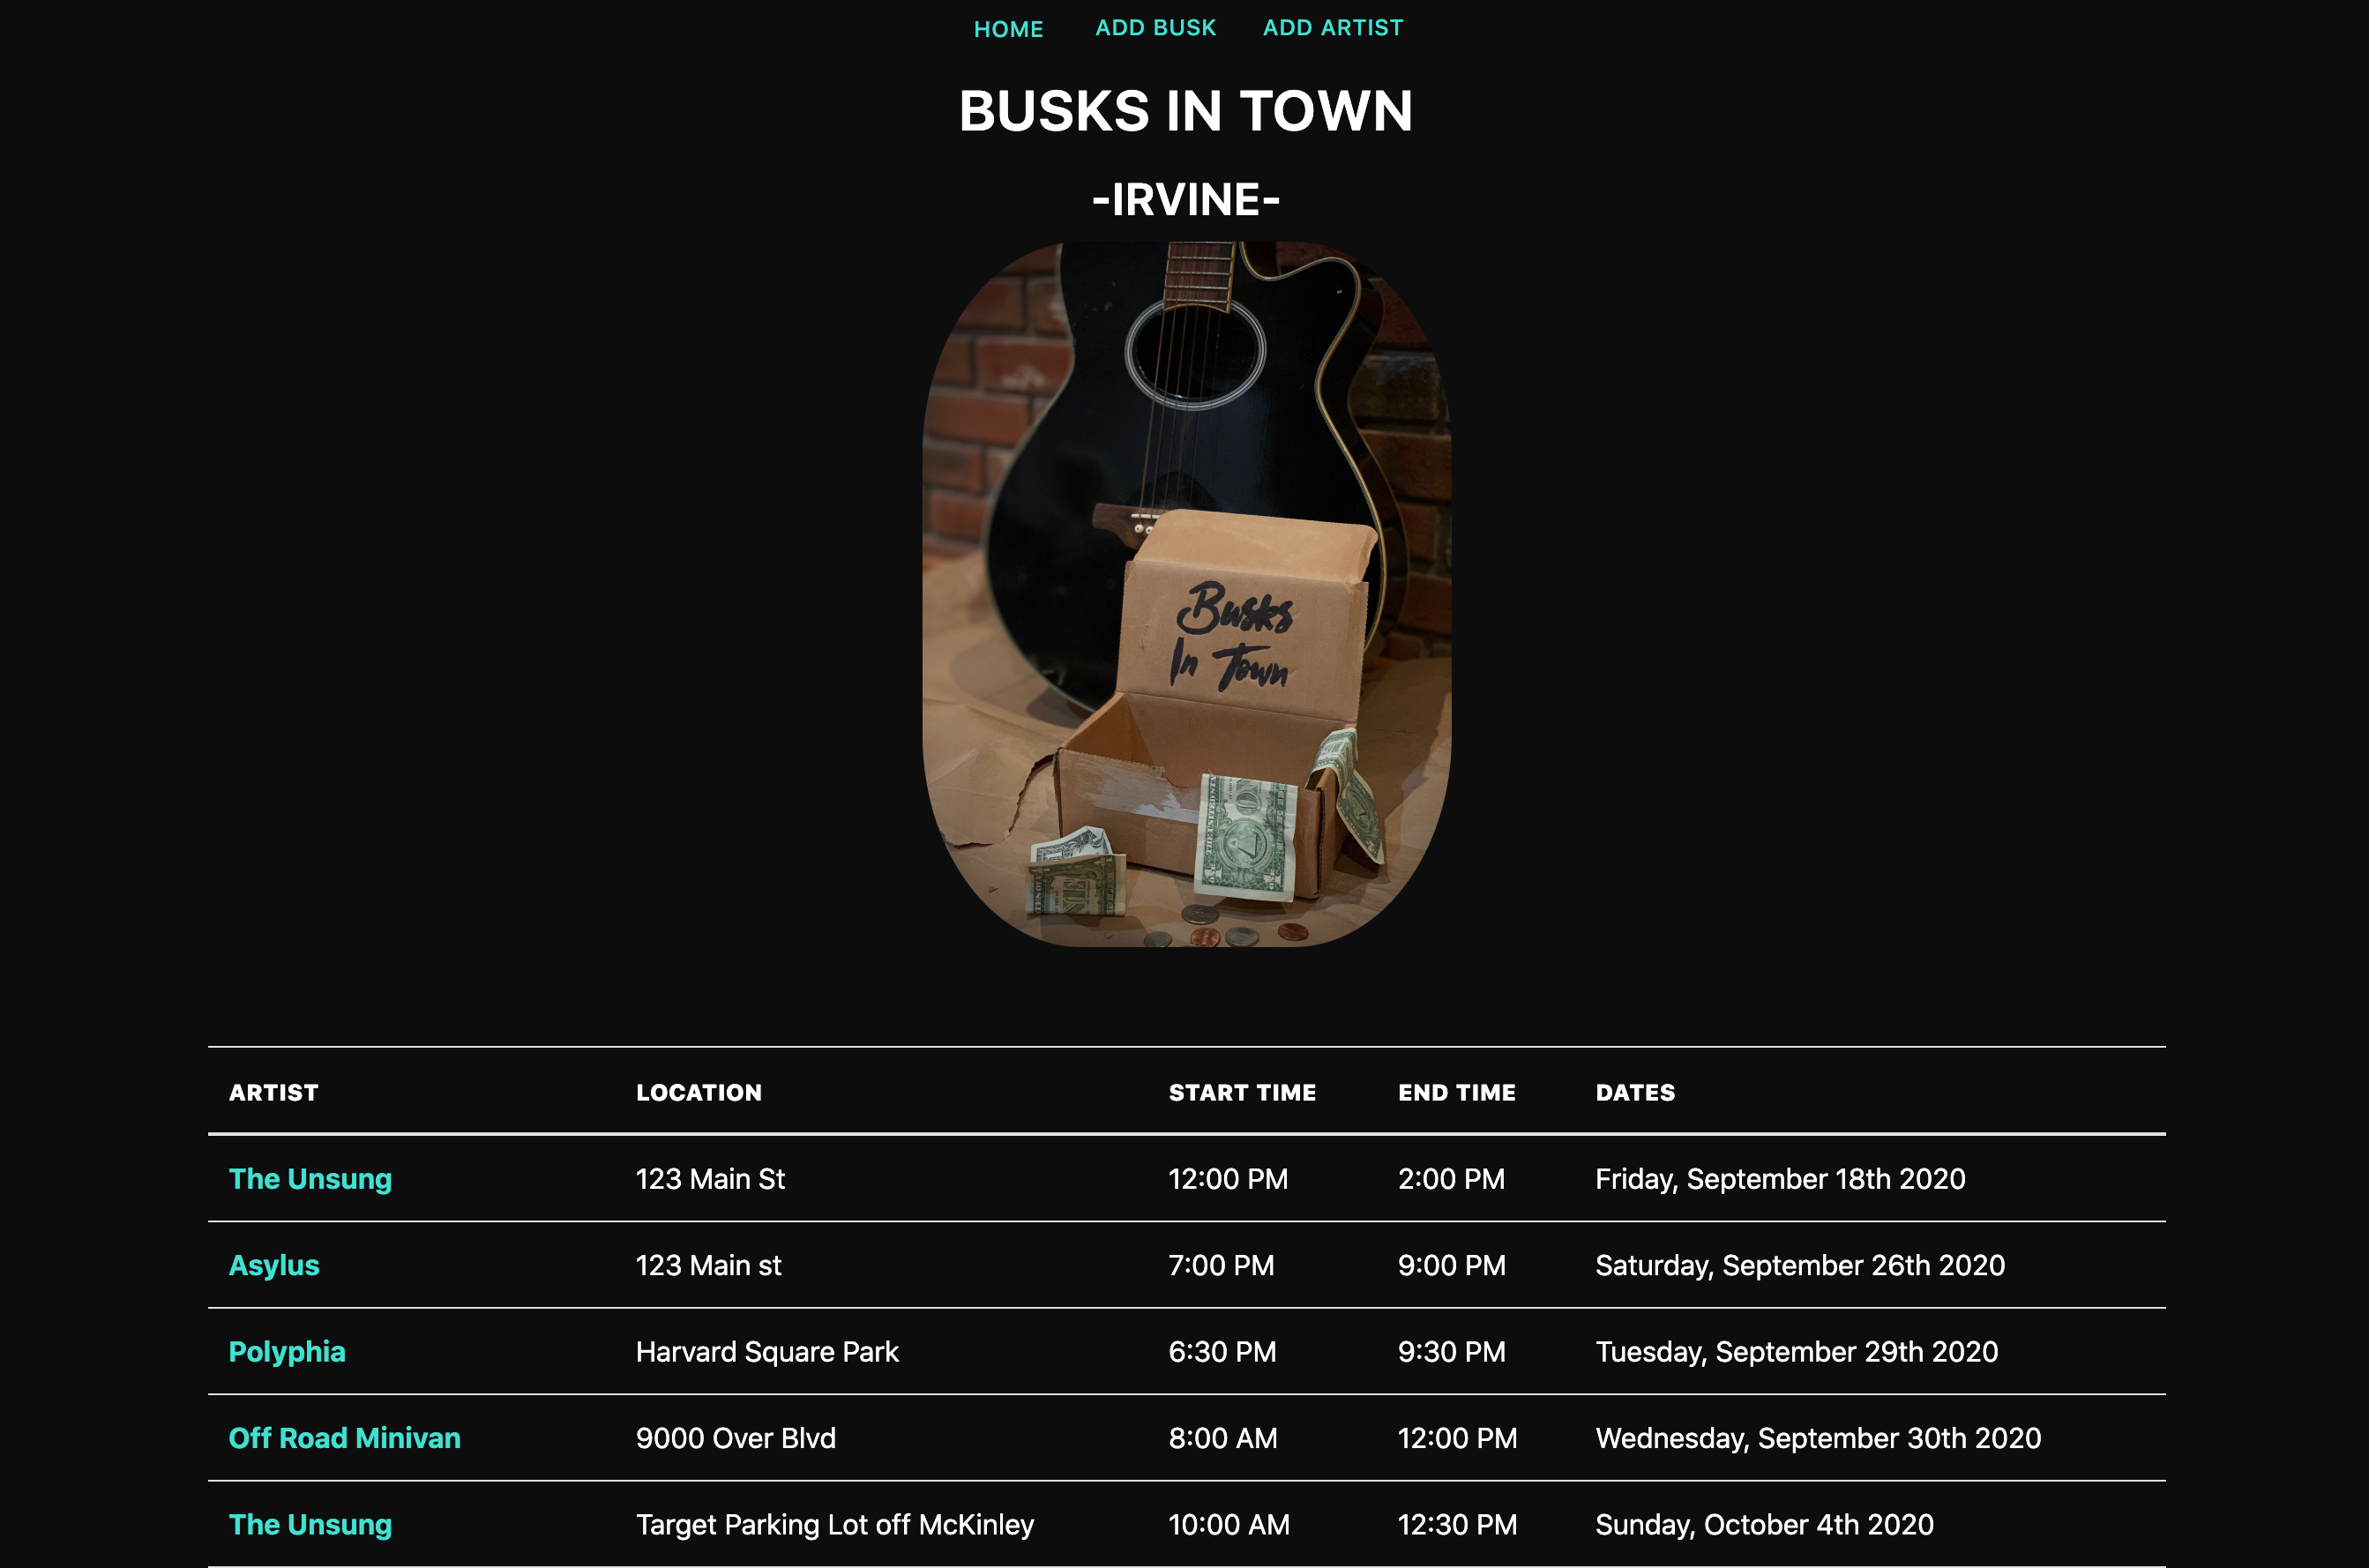 HOME ADD BUSK ADD ARTIST
BUSKS IN TOWN
-IRVINE-
Busks
In Town
ARTIST LOCATION START TIME END TIME DATES
The Unsung 123 Main St 12:00 PM 2:00 PM Friday, September 18th 2020
Asylus 123 Main st 7:00 PM 9:00 PM Saturday, September 26th 2020
Polyphia Harvard Square Park 6:30 PM 9:30 PM Tuesday, September 29th 2020
Off Road Minivan 9000 Over Blvd 8:00 AM 12:00 PM Wednesday, September 30th 2020
The Unsung Target Parking Lot off McKinley 10:00 AM 12:30 PM Sunday, October 4th 2020